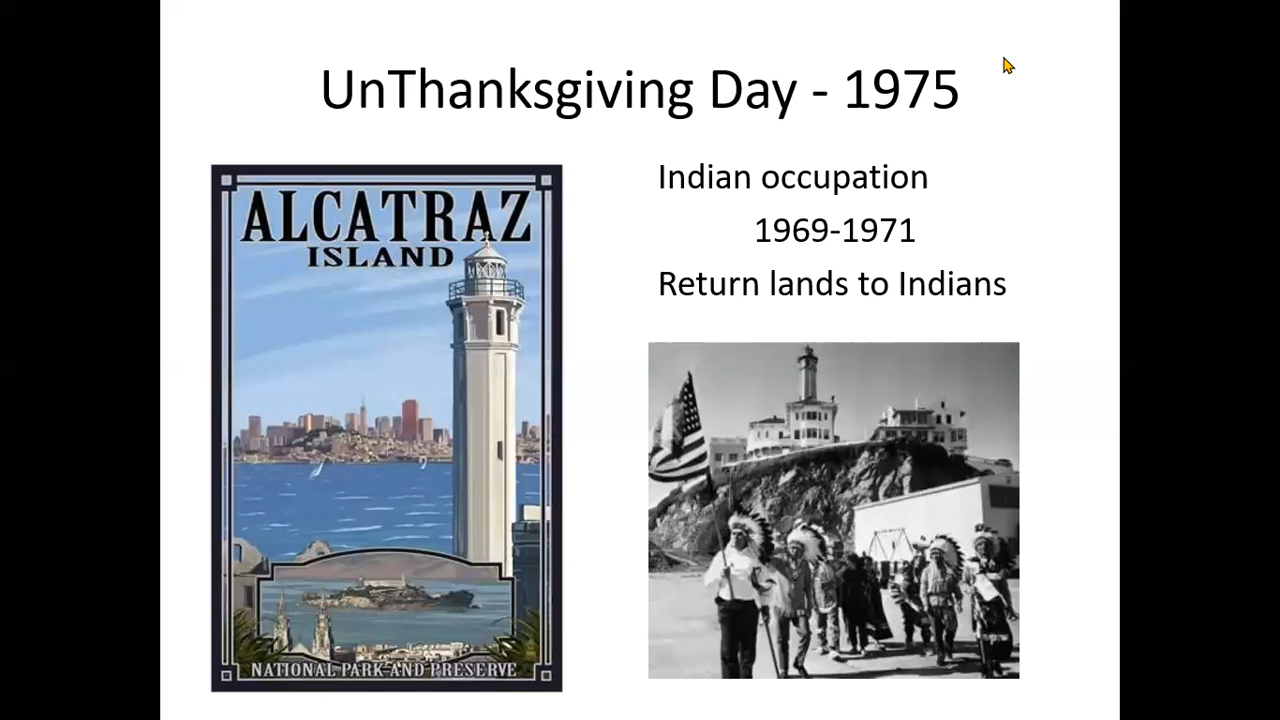 UnThanksgiving Day - 1975
ALCATRAZ
ISLAND
NATIONAL PARK AND PRESERVE
Indian occupation
1969-1971
Return lands to Indians